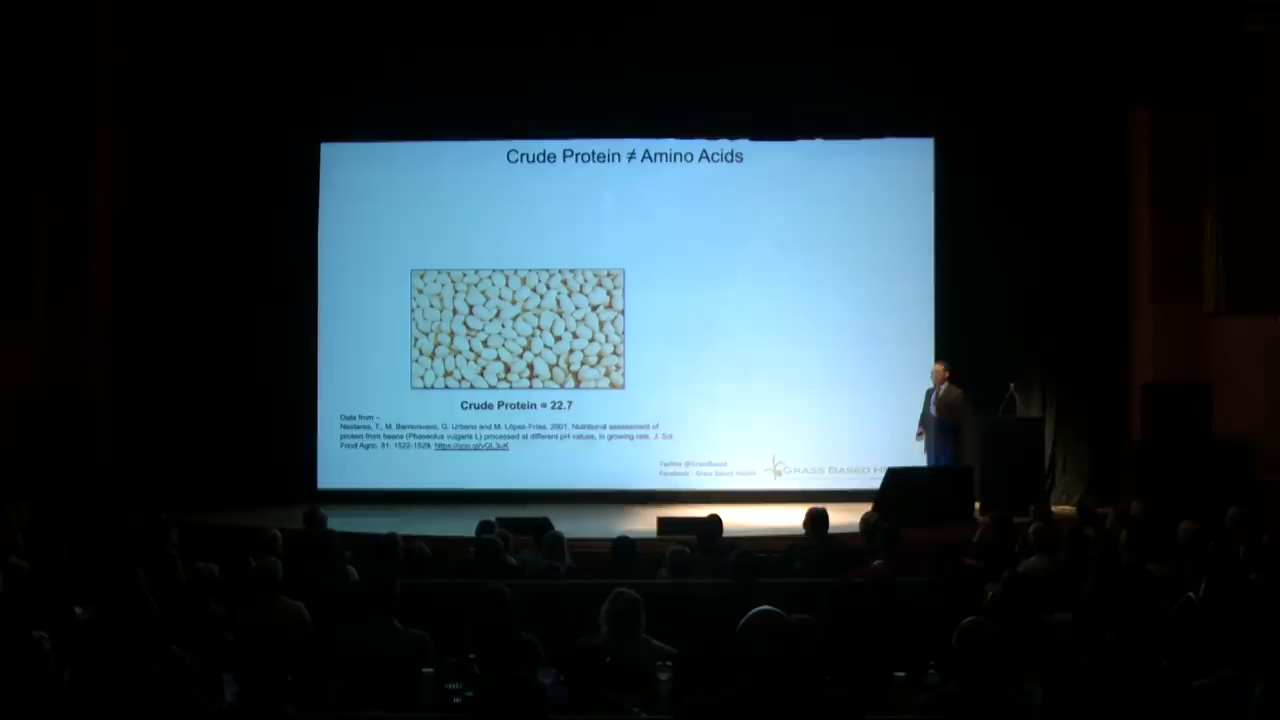 Crude Protein ≠ Amino Acids
Crude Protein = 22.7
Data from –
Nestares, T., M. Barrionuevo, G. Urbano and M. López-Frías. 2001. Nutritional assessment of
protein from beans (Phaseolus vulgaris L) processed at different pH values, in growing rats. J. Sci
Food Agric. 81: 1522-1529.
Twitter @Grassbased
Facebook - Grass Based Health
GRASS BASED